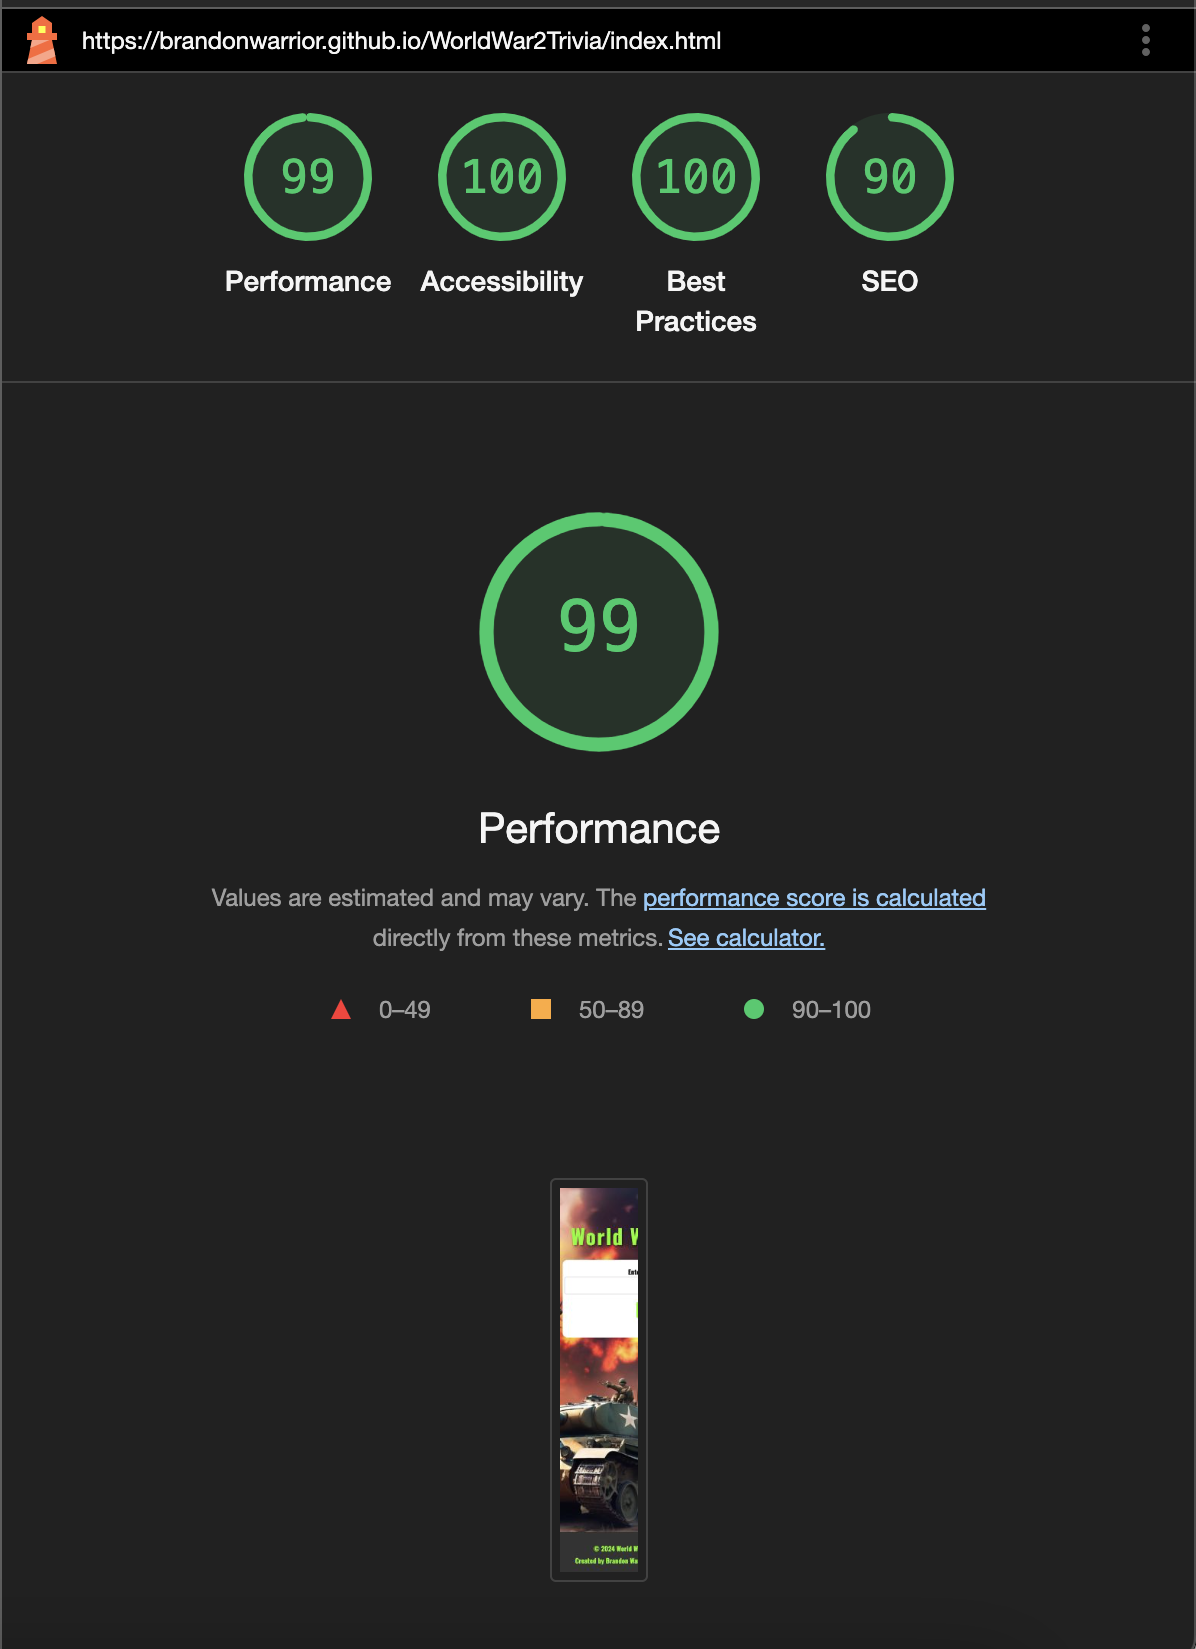 https://brandonwarrior.github.io/WorldWar2Trivia/index.html
99
100
100
90
Performance
Accessibility
Best
Practices
SEO
99
Performance
Values are estimated and may vary. The performance score is calculated
directly from these metrics. See calculator.
0–49
50–89
90–100
World W
Ente
© 2024 World W
Created by Brandon Wa